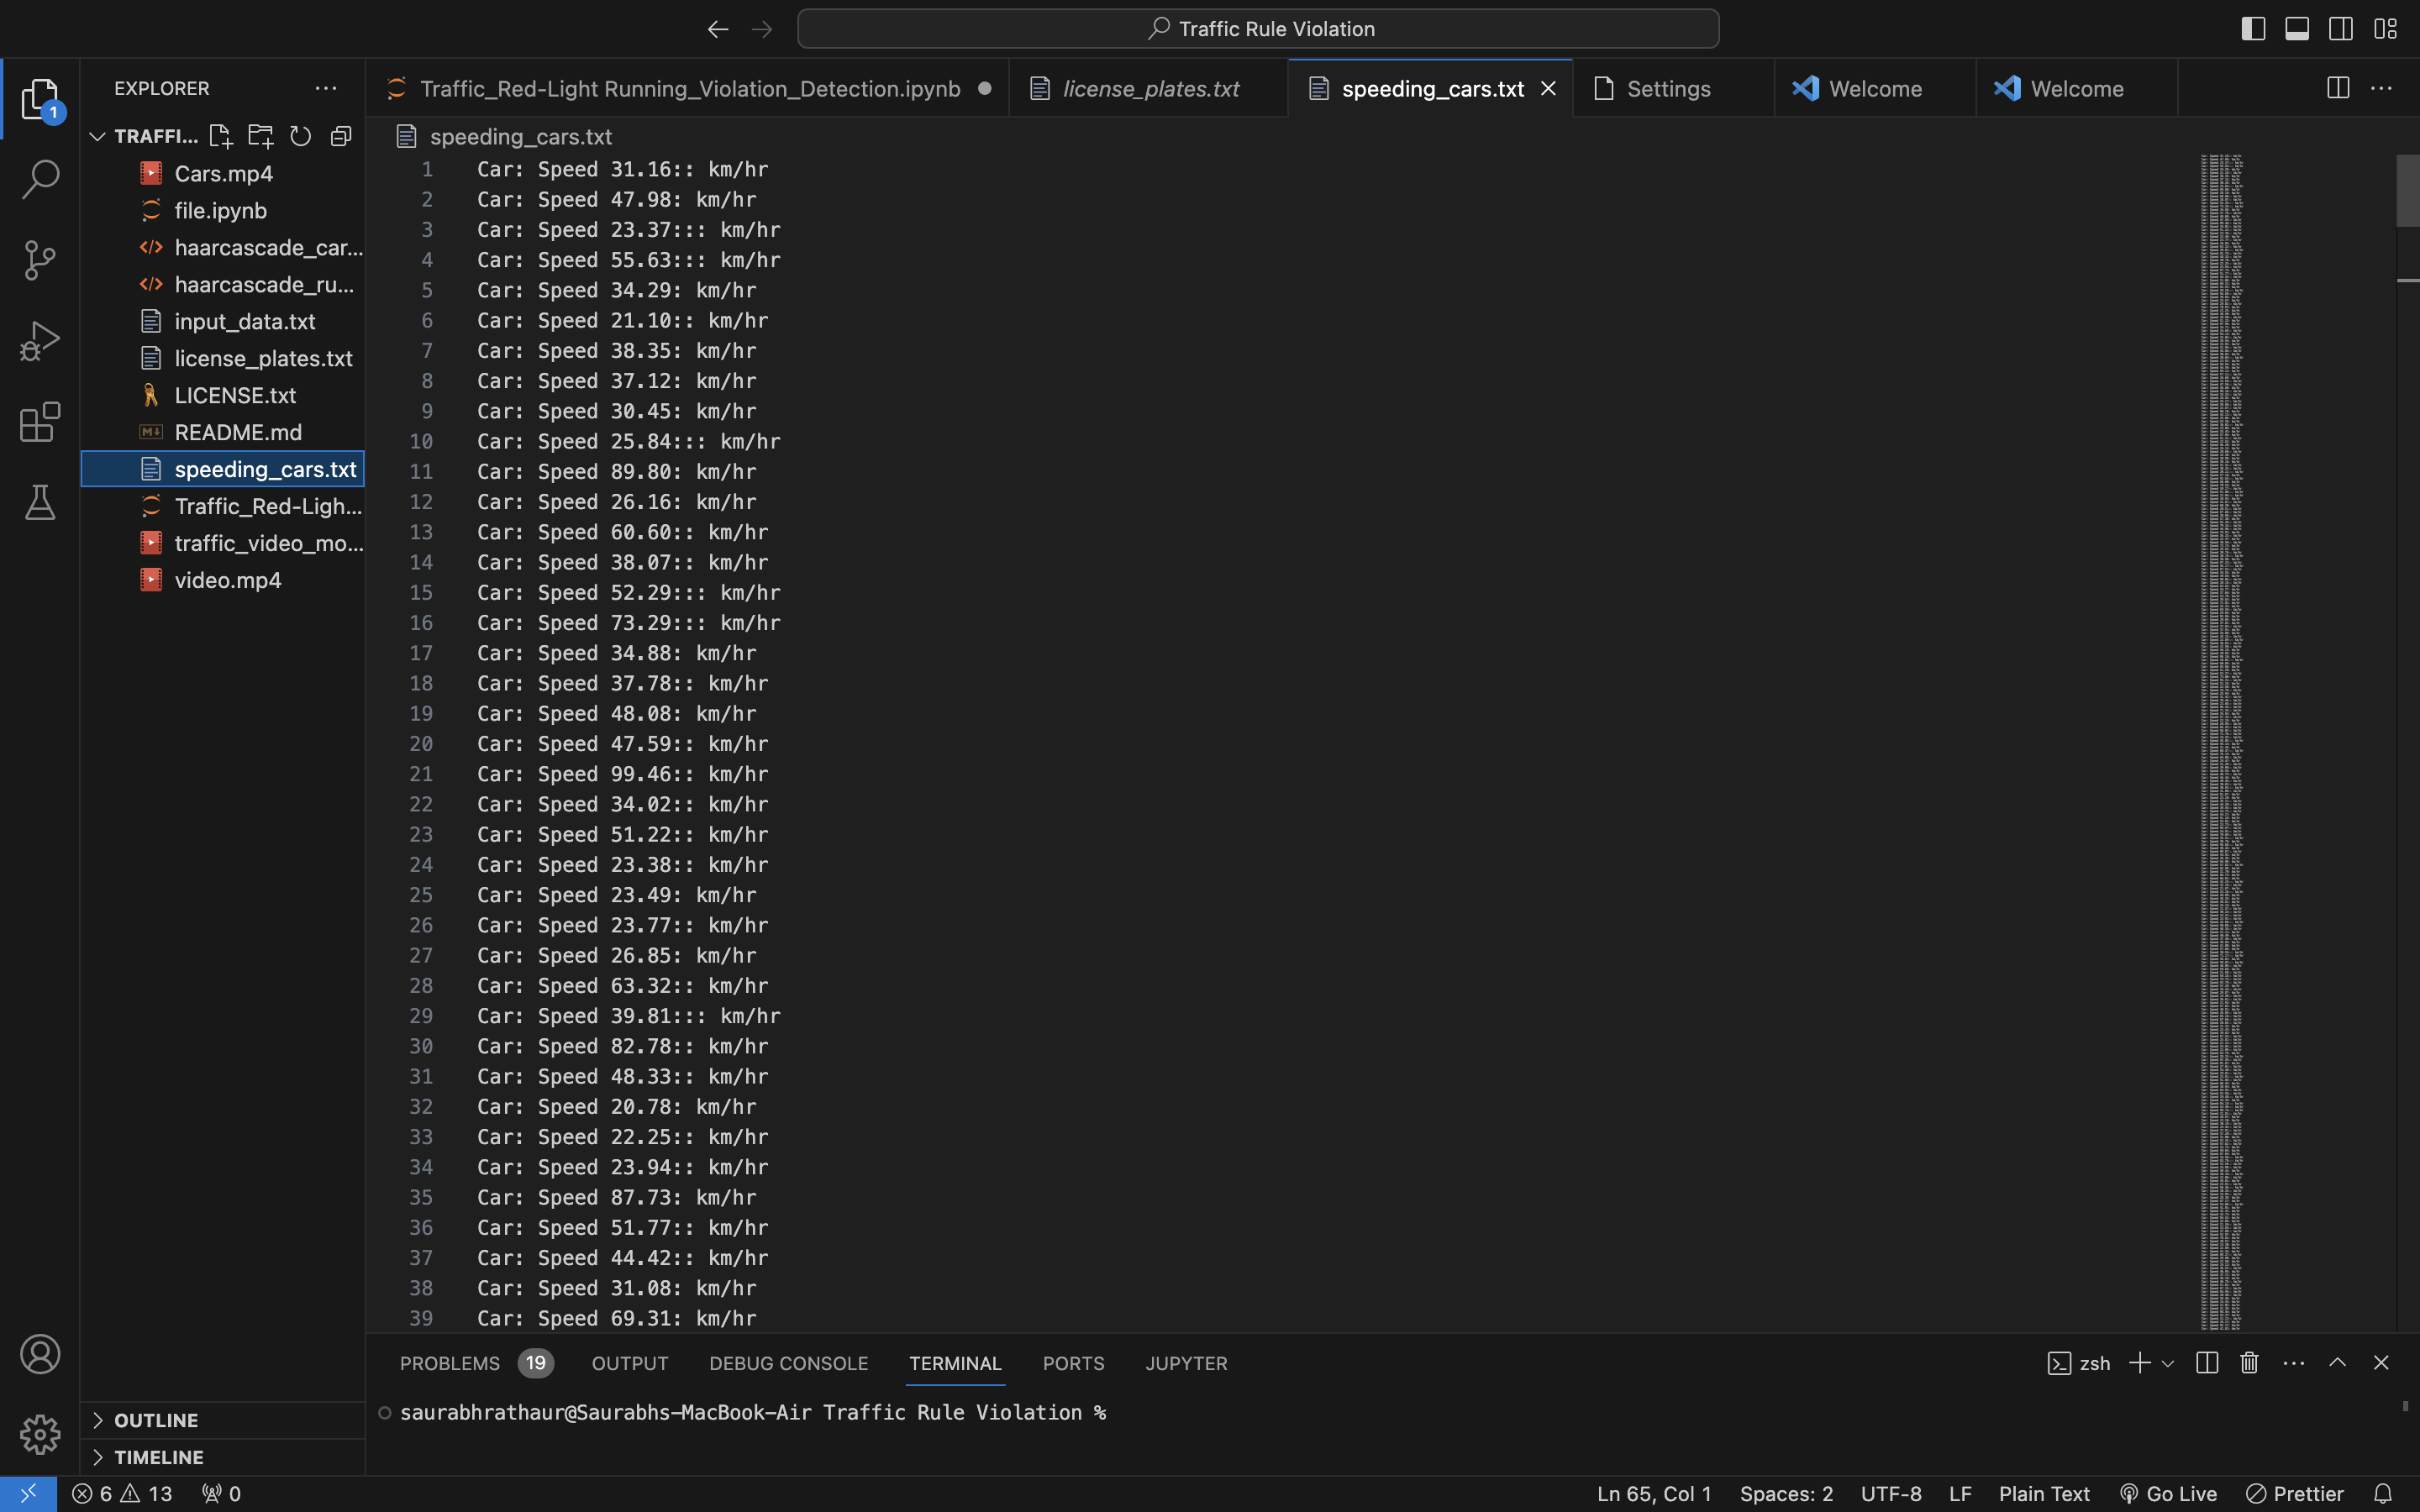 Traffic Rule Violation
EXPLORER
Traffic_Red-Light Running_Violation_Detection.ipynb
license_plates.txt
speeding_cars.txt
Settings
Welcome
Welcome
1
TRAFFI...
Cars.mp4
file.ipynb
haarcascade_car...
haarcascade_ru...
input_data.txt
license_plates.txt
LICENSE.txt
README.md
speeding_cars.txt
Traffic_Red-Ligh...
traffic_video_mo...
video.mp4
OUTLINE
TIMELINE
speeding_cars.txt
1 Car: Speed 31.16:: km/hr
2 Car: Speed 47.98: km/hr
3 Car: Speed 23.37::: km/hr
4 Car: Speed 55.63::: km/hr
5 Car: Speed 34.29: km/hr
6 Car: Speed 21.10:: km/hr
7 Car: Speed 38.35: km/hr
8 Car: Speed 37.12: km/hr
9 Car: Speed 30.45: km/hr
10 Car: Speed 25.84::: km/hr
11 Car: Speed 89.80: km/hr
12 Car: Speed 26.16: km/hr
13 Car: Speed 60.60:: km/hr
14 Car: Speed 38.07:: km/hr
15 Car: Speed 52.29::: km/hr
16 Car: Speed 73.29::: km/hr
17 Car: Speed 34.88: km/hr
18 Car: Speed 37.78:: km/hr
19 Car: Speed 48.08: km/hr
20 Car: Speed 47.59:: km/hr
21 Car: Speed 99.46:: km/hr
22 Car: Speed 34.02:: km/hr
23 Car: Speed 51.22:: km/hr
24 Car: Speed 23.38:: km/hr
25 Car: Speed 23.49: km/hr
26 Car: Speed 23.77:: km/hr
27 Car: Speed 26.85: km/hr
28 Car: Speed 63.32:: km/hr
29 Car: Speed 39.81::: km/hr
30 Car: Speed 82.78:: km/hr
31 Car: Speed 48.33:: km/hr
32 Car: Speed 20.78: km/hr
33 Car: Speed 22.25:: km/hr
34 Car: Speed 23.94:: km/hr
35 Car: Speed 87.73: km/hr
36 Car: Speed 51.77:: km/hr
37 Car: Speed 44.42:: km/hr
38 Car: Speed 31.08: km/hr
39 Car: Speed 69.31: km/hr
PROBLEMS 19 OUTPUT DEBUG CONSOLE TERMINAL PORTS JUPYTER
zsh
saurabhrathaur@Saurabhs-MacBook-Air Traffic Rule Violation %
6 13 0
Ln 65, Col 1 Spaces: 2 UTF-8 LF Plain Text Go Live Prettier